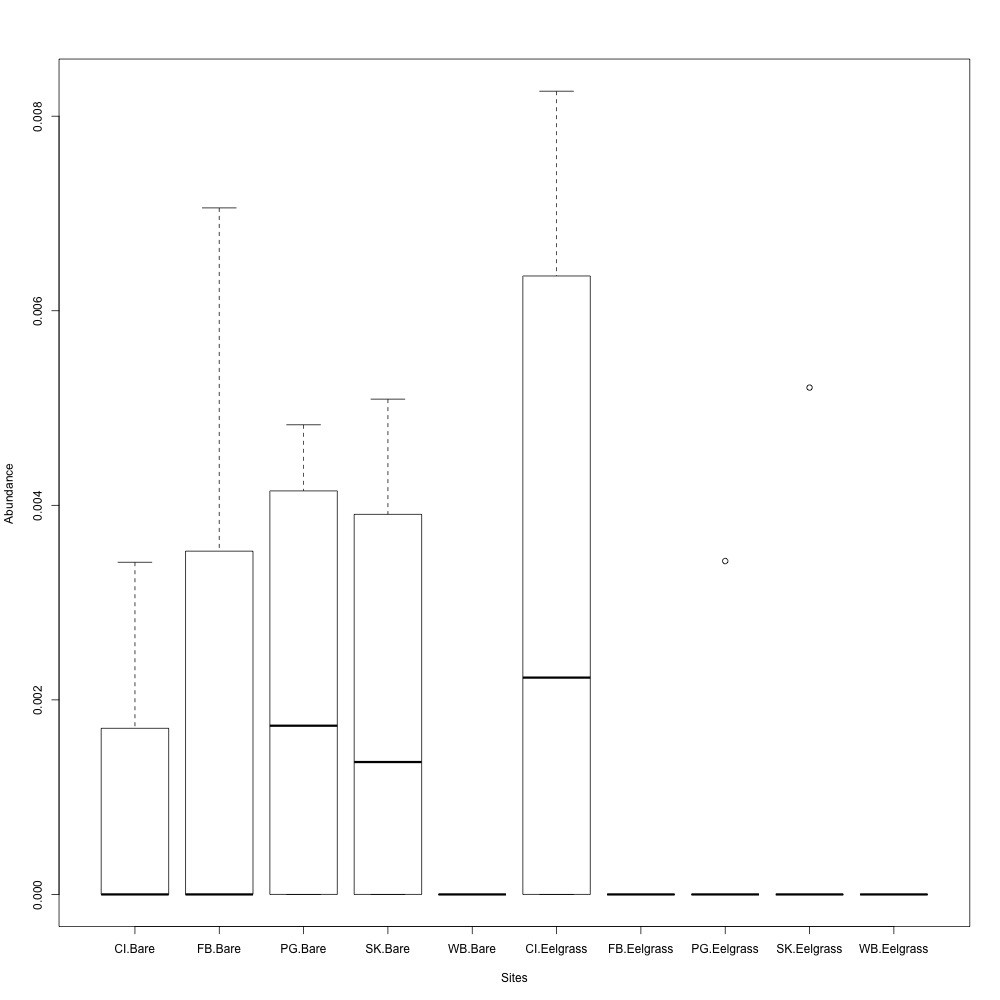 0.008
0.006
0.004
0.002
0.000
Abundance
CI.Bare FB.Bare PG.Bare SK.Bare WB.Bare CI.Eelgrass FB.Eelgrass PG.Eelgrass SK.Eelgrass WB.Eelgrass
Sites